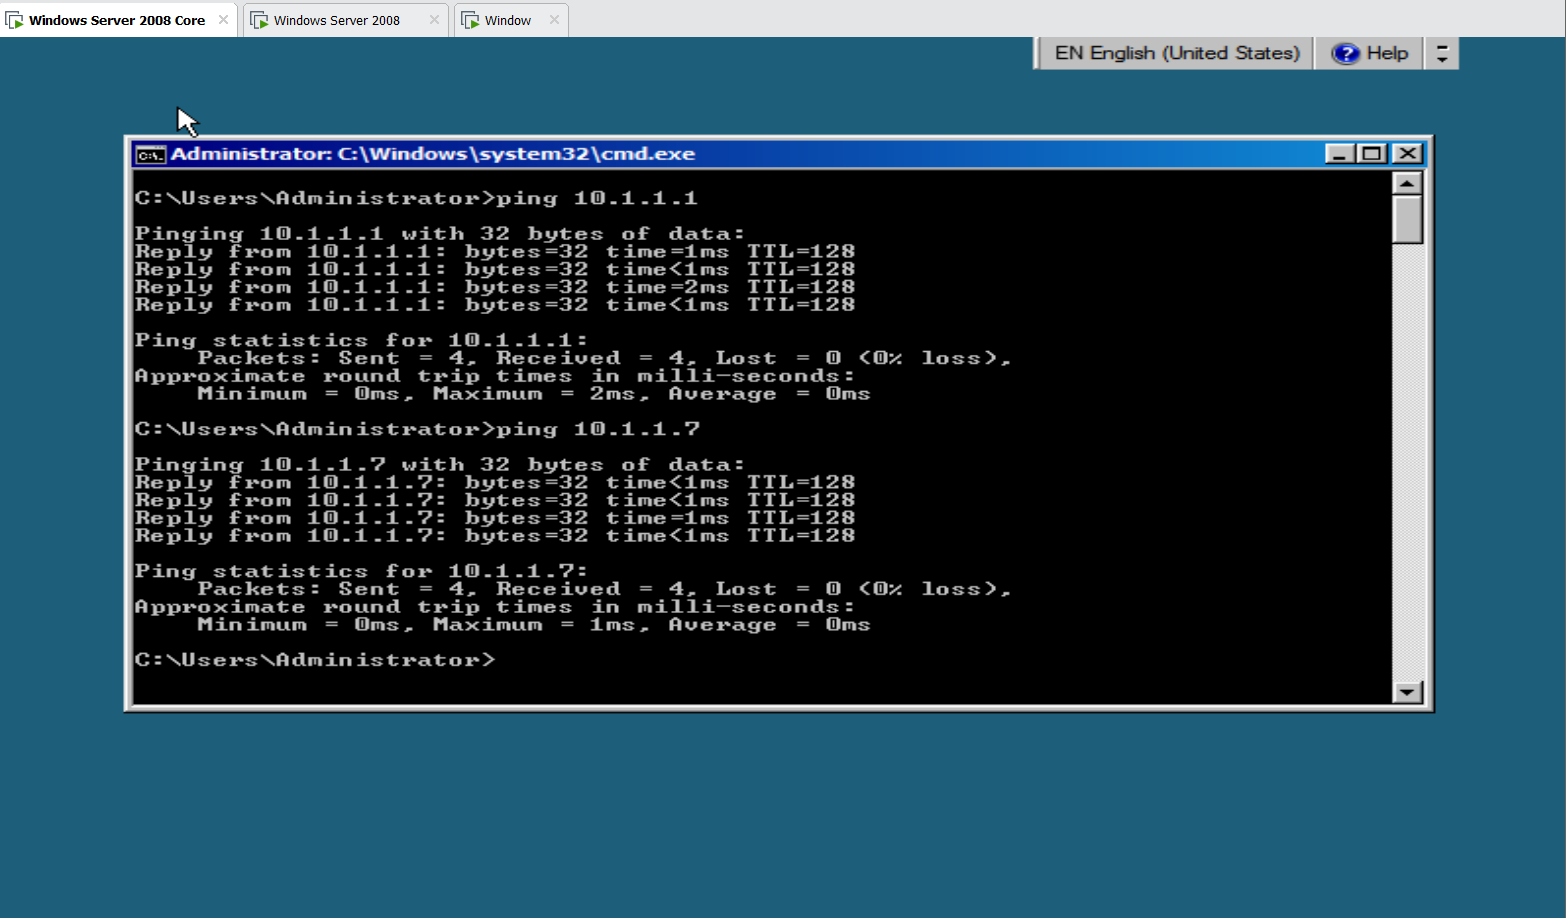 Windows Server 2008 Core
Windows Server 2008
Window
EN English (United States)
Help
Administrator: C:\Windows\system32\cmd.exe
C:\Users\Administrator>ping 10.1.1.1
Pinging 10.1.1.1 with 32 bytes of data:
Reply from 10.1.1.1: bytes=32 time=1ms TTL=128
Reply from 10.1.1.1: bytes=32 time<1ms TTL=128
Reply from 10.1.1.1: bytes=32 time=2ms TTL=128
Reply from 10.1.1.1: bytes=32 time<1ms TTL=128
Ping statistics for 10.1.1.1:
Packets: Sent = 4, Received = 4, Lost = 0 (0% loss),
Approximate round trip times in milli-seconds:
Minimum = 0ms, Maximum = 2ms, Average = 0ms
C:\Users\Administrator>ping 10.1.1.7
Pinging 10.1.1.7 with 32 bytes of data:
Reply from 10.1.1.7: bytes=32 time<1ms TTL=128
Reply from 10.1.1.7: bytes=32 time<1ms TTL=128
Reply from 10.1.1.7: bytes=32 time=1ms TTL=128
Reply from 10.1.1.7: bytes=32 time<1ms TTL=128
Ping statistics for 10.1.1.7:
Packets: Sent = 4, Received = 4, Lost = 0 (0% loss),
Approximate round trip times in milli-seconds:
Minimum = 0ms, Maximum = 1ms, Average = 0ms
C:\Users\Administrator>